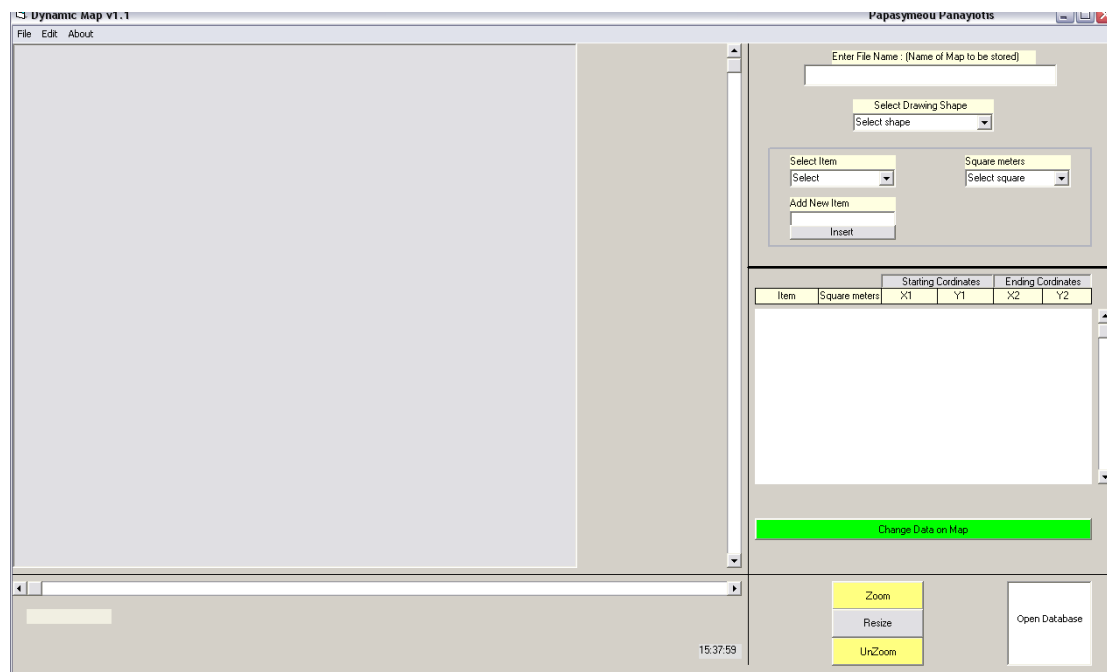 Dynamic Map v1.1 Papasymeou Panayiotis
File Edit About
Enter File Name : (Name of Map to be stored)
Select Drawing Shape
Select shape
Select Item Square meters
Select Select square
Add New Item
Insert
Starting Cordinates Ending Cordinates
Item Square meters X1 Y1 X2 Y2
Change Data on Map
Zoom
Resize Open Database
UnZoom
15:37:59